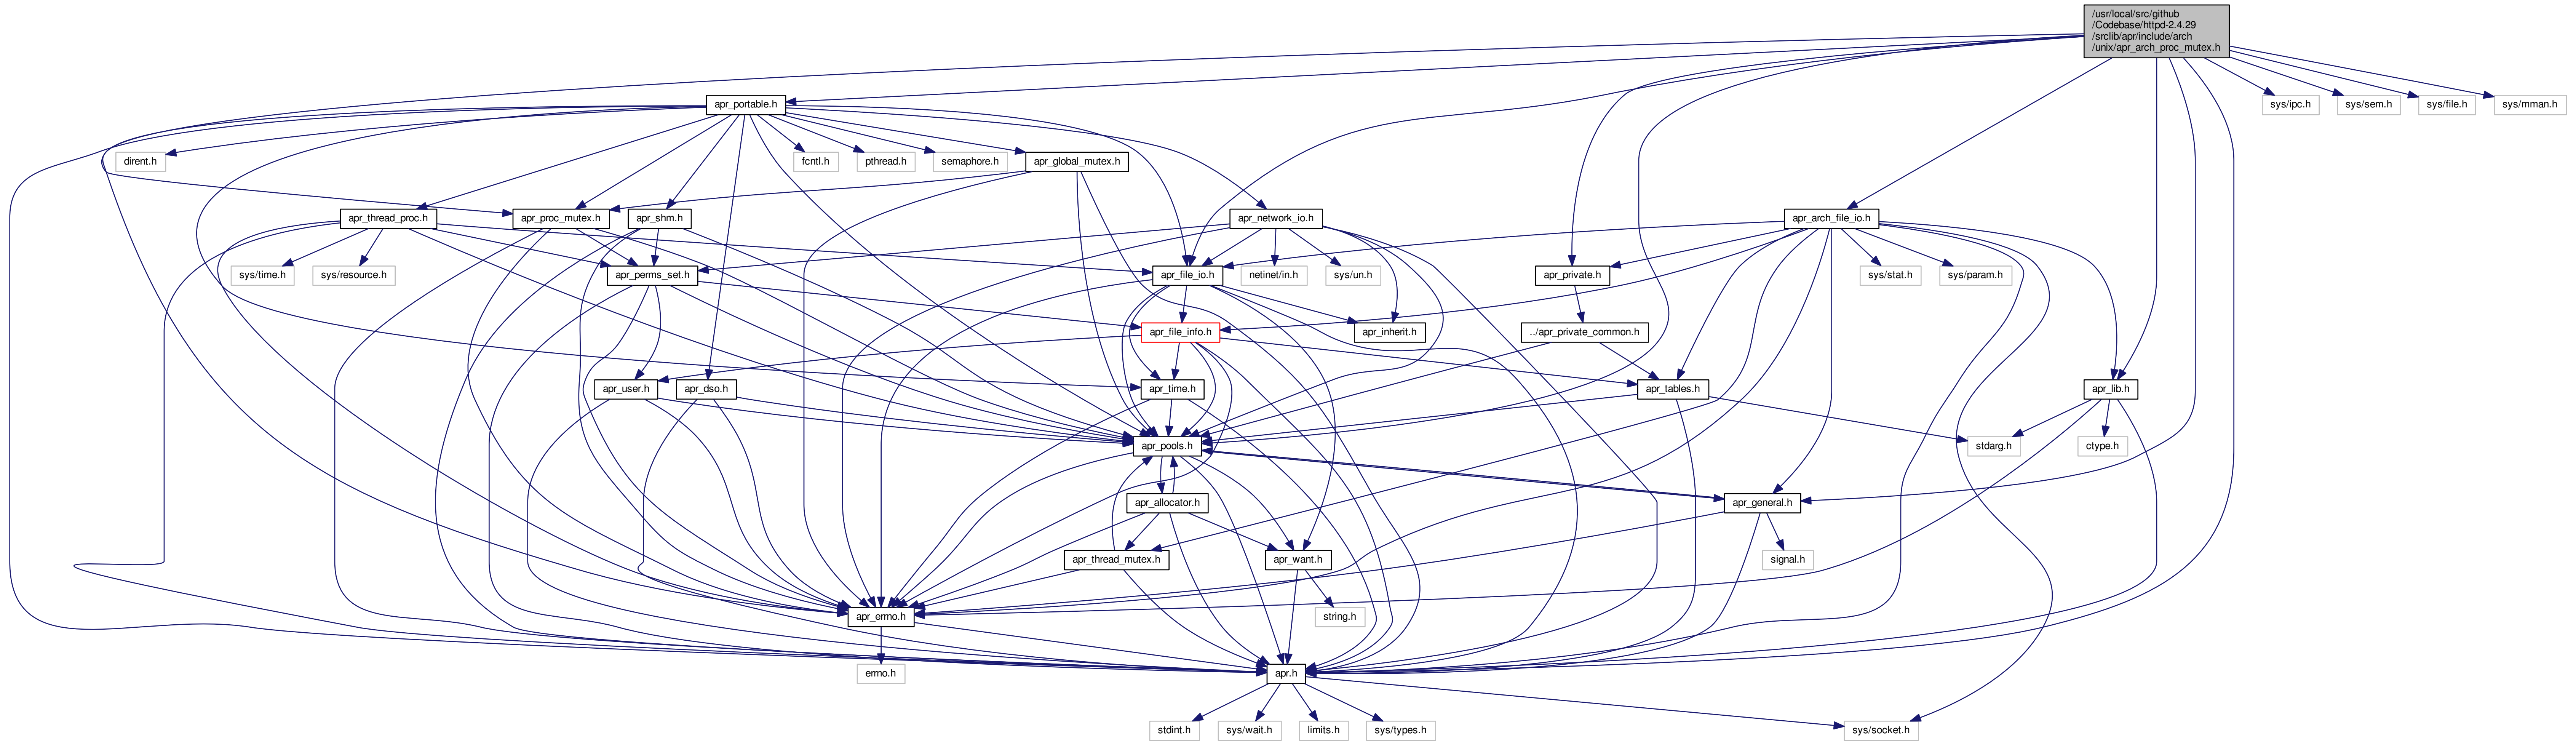 /usr/local/src/github
/Codebase/httpd-2.4.29
/srclib/apr/include/arch
/unix/apr_arch_proc_mutex.h
apr_portable.h
sys/ipc.h
sys/sem.h
sys/file.h
sys/mman.h
dirent.h
fcntl.h
pthread.h
semaphore.h
apr_global_mutex.h
apr_thread_proc.h
apr_proc_mutex.h
apr_shm.h
apr_network_io.h
apr_arch_file_io.h
sys/time.h
sys/resource.h
apr_perms_set.h
apr_file_io.h
netinet/in.h
sys/un.h
apr_private.h
sys/stat.h
sys/param.h
apr_file_info.h
apr_inherit.h
../apr_private_common.h
apr_user.h
apr_dso.h
apr_time.h
apr_tables.h
apr_lib.h
apr_pools.h
stdarg.h
ctype.h
apr_allocator.h
apr_general.h
apr_thread_mutex.h
apr_want.h
signal.h
apr_errno.h
string.h
errno.h
apr.h
stdint.h
sys/wait.h
limits.h
sys/types.h
sys/socket.h